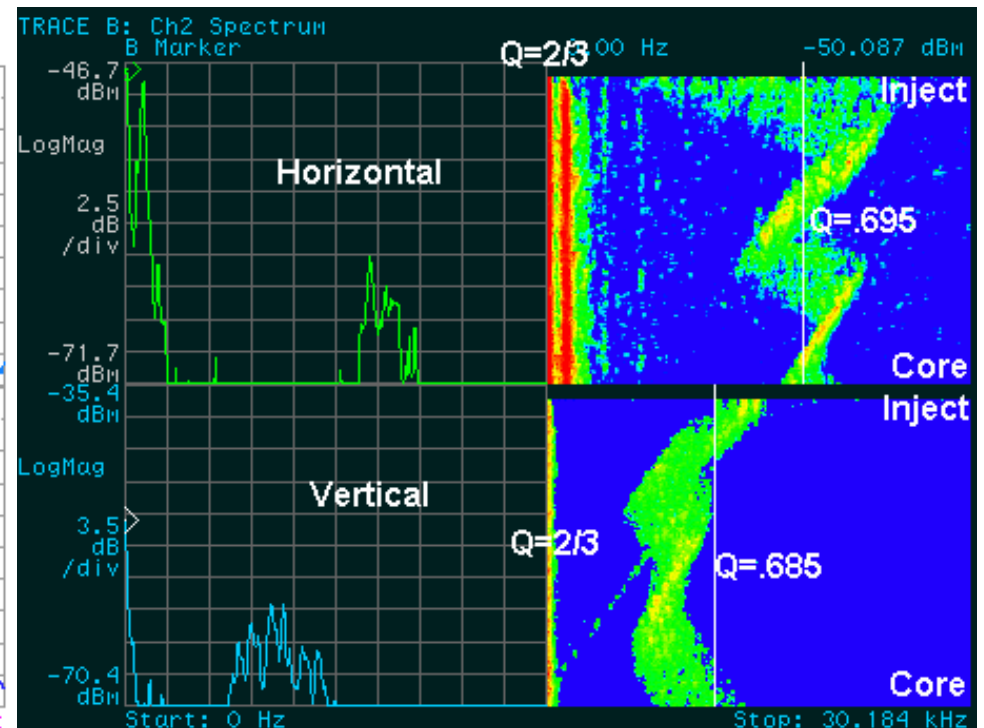 TRACE B: Ch2 Spectrum
B Marker
00 Hz
-50.087 dBm
Q=2/3
-46.7
dBm
LogMag
2.5
dB
/div
-71.7
dBm
Horizontal
Inject
Q=.695
Core
-35.4
dBm
LogMag
3.5
dB
/div
-70.4
dBm
Vertical
Inject
Q=2/3
Q=.685
Core
Start: 0 Hz
Stop: 30.184 kHz